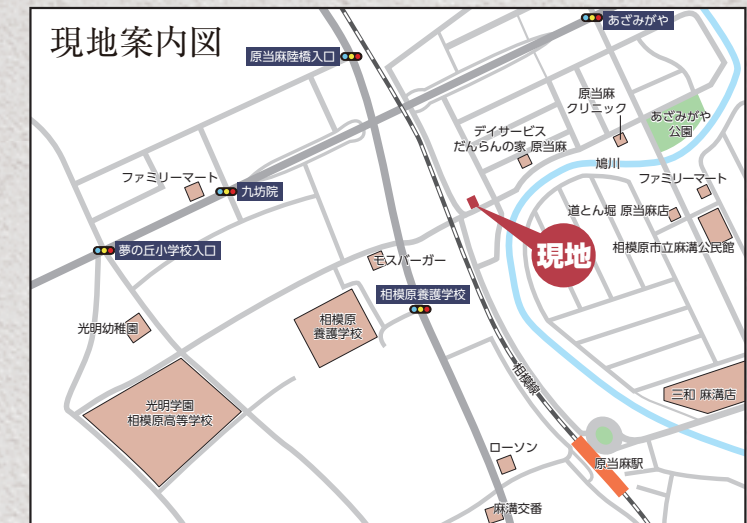 現地案内図
あざみがや
原当麻陸橋入口
原当麻
クリニック
あざみがや
公園
デイサービス
だんらんの家 原当麻
鳩川
ファミリーマート
ファミリーマート
九坊院
道とん堀 原当麻店
相模原市立麻溝公民館
現地
夢の丘小学校入口
モスバーガー
相模原養護学校
相模原
養護学校
光明幼稚園
相模線
三和 麻溝店
光明学園
相模原高等学校
ローソン
原当麻駅
麻溝交番